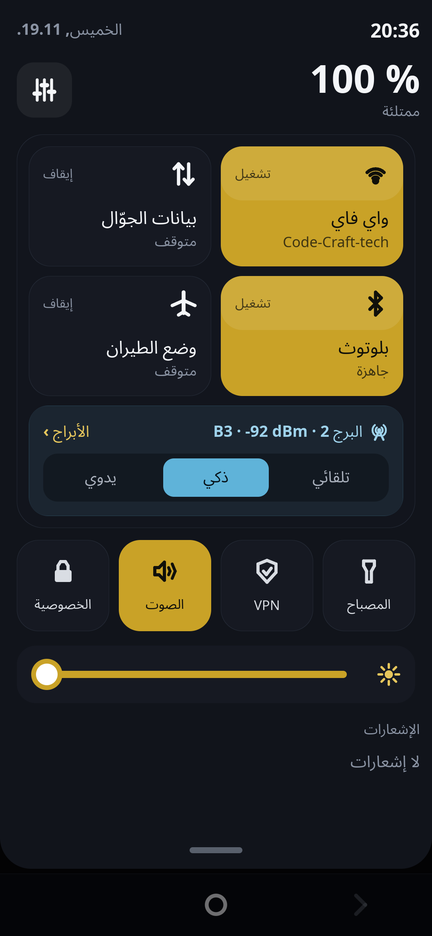 20:36
الخميس, 19.11.
100 %
ممتلئة
تشغيل
واي فاي
Code-Craft-tech
إيقاف
بيانات الجوّال
متوقف
تشغيل
بلوتوث
جاهزة
إيقاف
وضع الطيران
متوقف
البرج 2 · B3 · -92 dBm
الأبراج ›
تلقائي
ذكي
يدوي
المصباح
VPN
الصوت
الخصوصية
الإشعارات
لا إشعارات